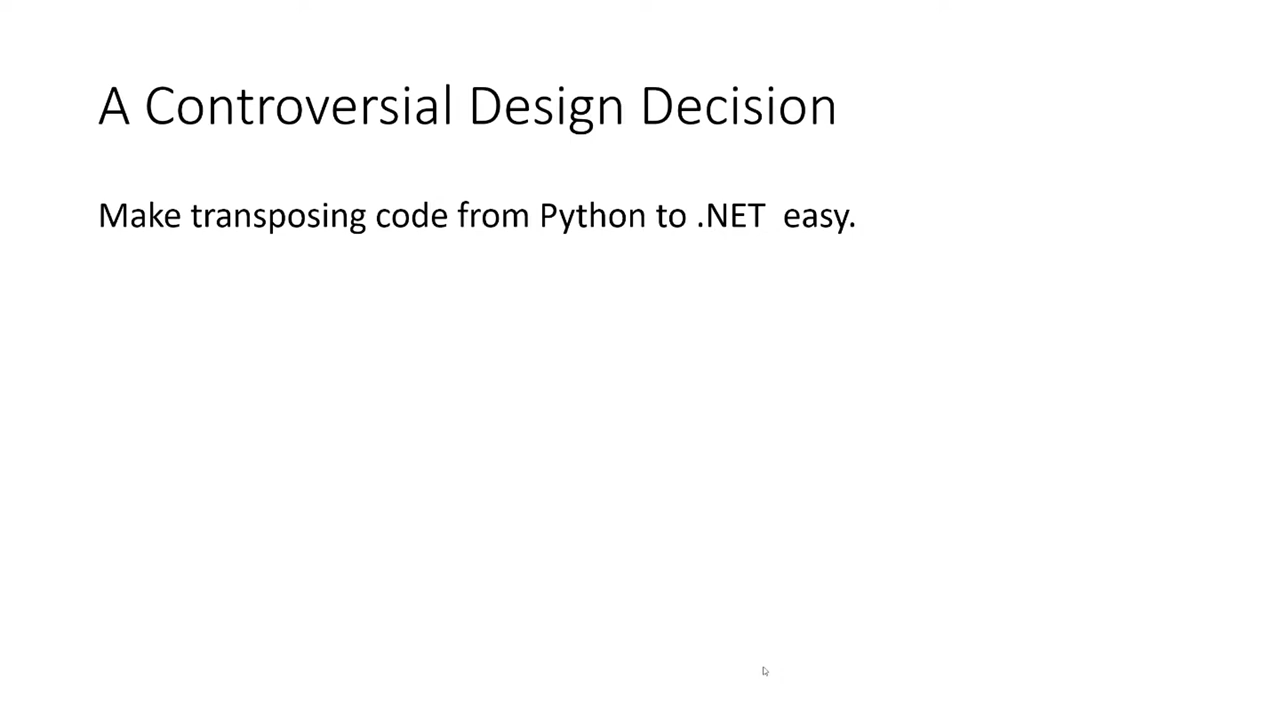 A Controversial Design Decision
Make transposing code from Python to .NET  easy.